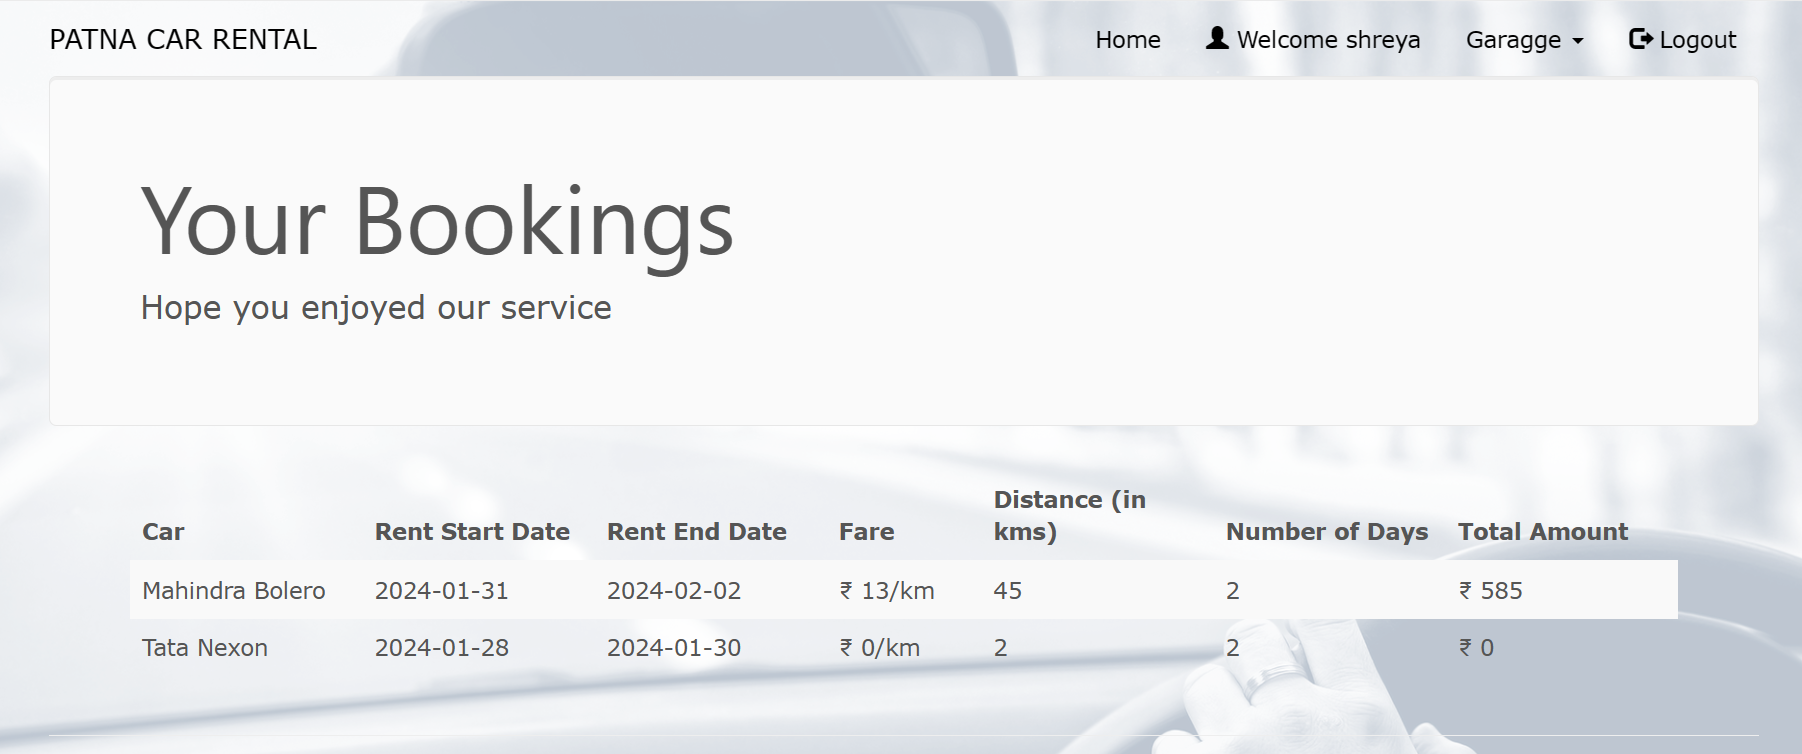 PATNA CAR RENTAL Home Welcome shreya Garagge Logout
Your Bookings
Hope you enjoyed our service
Car Rent Start Date Rent End Date Fare Distance (in kms) Number of Days Total Amount
Mahindra Bolero 2024-01-31 2024-02-02 ₹ 13/km 45 2 ₹ 585
Tata Nexon 2024-01-28 2024-01-30 ₹ 0/km 2 2 ₹ 0